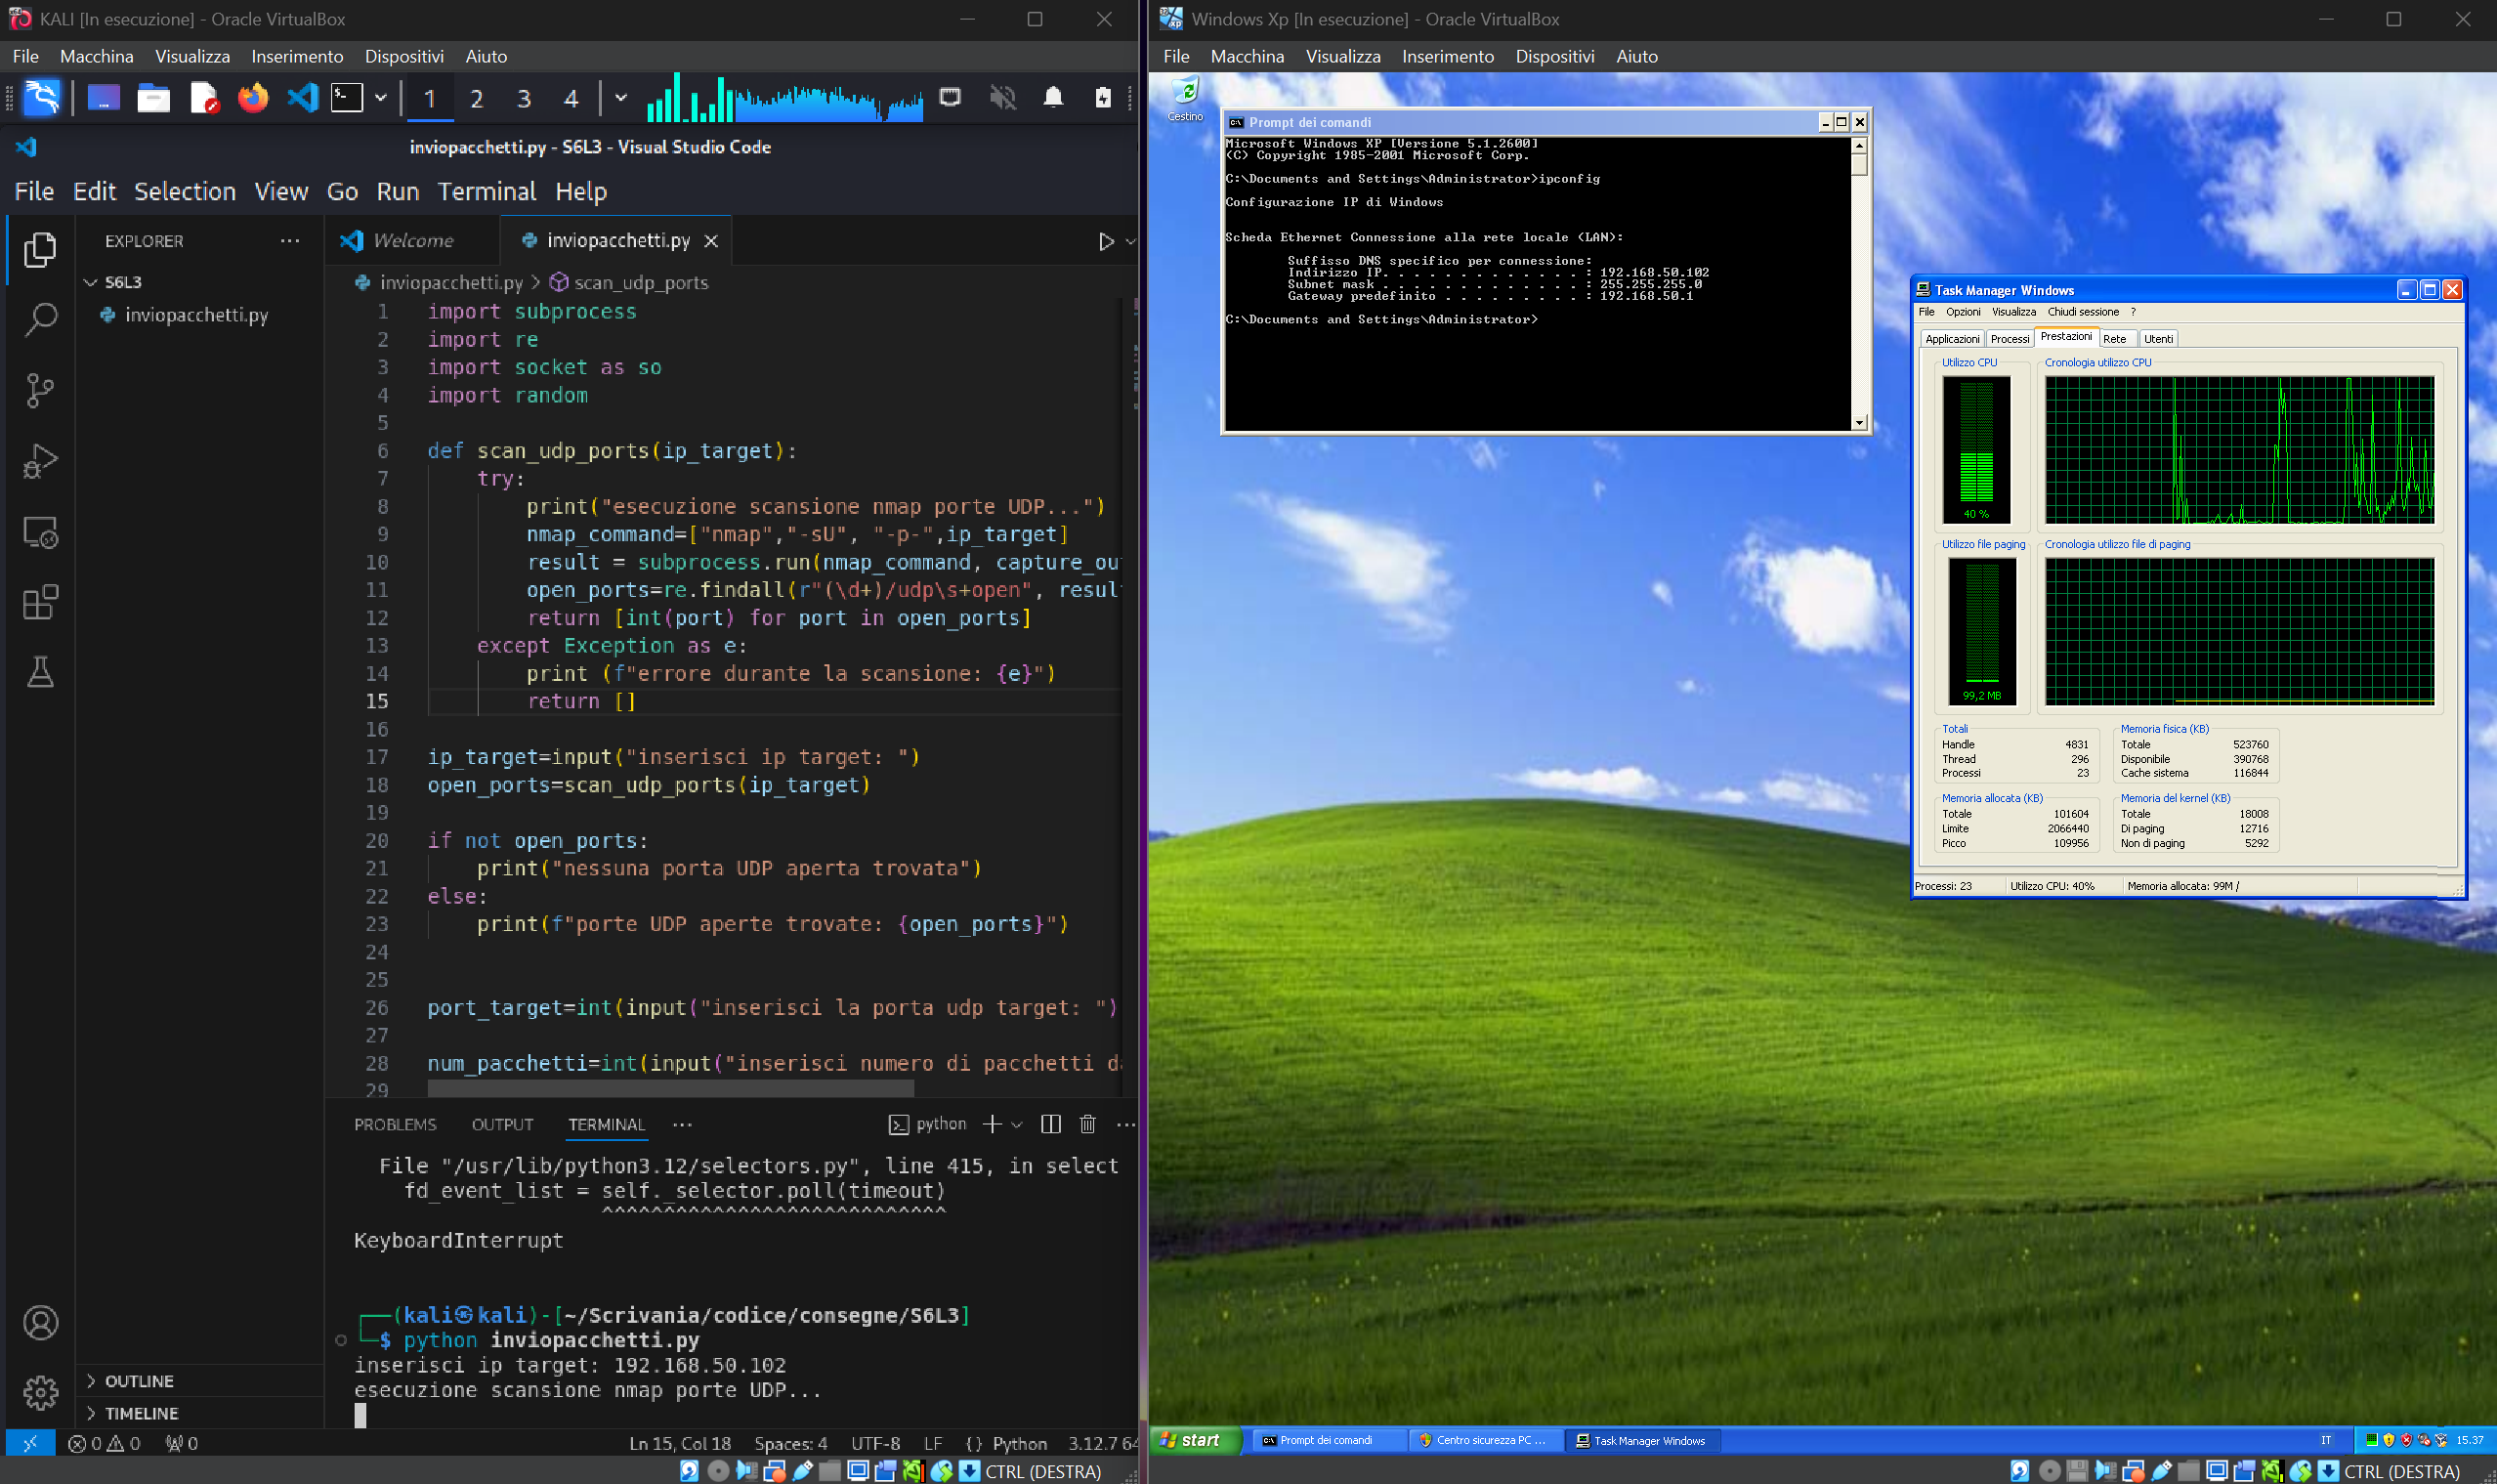 KALI [In esecuzione] - Oracle VirtualBox
File Macchina Visualizza Inserimento Dispositivi Aiuto
1 2 3 4
inviopacchetti.py - S6L3 - Visual Studio Code
File Edit Selection View Go Run Terminal Help
EXPLORER
S6L3
inviopacchetti.py
Welcome
inviopacchetti.py
inviopacchetti.py > scan_udp_ports
1 import subprocess
2 import re
3 import socket as so
4 import random
5
6 def scan_udp_ports(ip_target):
7 try:
8 print("esecuzione scansione nmap porte UDP...")
9 nmap_command=["nmap","-sU", "-p-",ip_target]
10 result = subprocess.run(nmap_command, capture_ou
11 open_ports=re.findall(r"(\d+)/udp\s+open", resul
12 return [int(port) for port in open_ports]
13 except Exception as e:
14 print (f"errore durante la scansione: {e}")
15 return []
16
17 ip_target=input("inserisci ip target: ")
18 open_ports=scan_udp_ports(ip_target)
19
20 if not open_ports:
21 print("nessuna porta UDP aperta trovata")
22 else:
23 print(f"porte UDP aperte trovate: {open_ports}")
24
25
26 port_target=int(input("inserisci la porta udp target: ")
27
28 num_pacchetti=int(input("inserisci numero di pacchetti da
29
PROBLEMS OUTPUT TERMINAL
python
File "/usr/lib/python3.12/selectors.py", line 415, in select
fd_event_list = self._selector.poll(timeout)
^^^^^^^^^^^^^^^^^^^^^^^^^^^^
KeyboardInterrupt
(kali㉿kali)-[~/Scrivania/codice/consegne/S6L3]
$ python inviopacchetti.py
inserisci ip target: 192.168.50.102
esecuzione scansione nmap porte UDP...
OUTLINE
TIMELINE
0 0 0 Ln 15, Col 18 Spaces: 4 UTF-8 LF {} Python 3.12.7 64
CTRL (DESTRA)
Windows Xp [In esecuzione] - Oracle VirtualBox
File Macchina Visualizza Inserimento Dispositivi Aiuto
Cestino
Prompt dei comandi
Microsoft Windows XP [Versione 5.1.2600]
(C) Copyright 1985-2001 Microsoft Corp.
C:\Documents and Settings\Administrator>ipconfig
Configurazione IP di Windows
Scheda Ethernet Connessione alla rete locale (LAN):
Suffisso DNS specifico per connessione:
Indirizzo IP. . . . . . . . . . . . . : 192.168.50.102
Subnet mask . . . . . . . . . . . . . : 255.255.255.0
Gateway predefinito . . . . . . . . . : 192.168.50.1
C:\Documents and Settings\Administrator>
Task Manager Windows
File Opzioni Visualizza Chiudi sessione ?
Applicazioni Processi Prestazioni Rete Utenti
Utilizzo CPU Cronologia utilizzo CPU
40 %
Utilizzo file paging Cronologia utilizzo file di paging
99,2 MB
Totali
Handle 4831
Thread 296
Processi 23
Memoria fisica (KB)
Totale 523760
Disponibile 390768
Cache sistema 116844
Memoria allocata (KB)
Totale 101604
Limite 2066440
Picco 109956
Memoria del kernel (KB)
Totale 18008
Di paging 12716
Non di paging 5292
Processi: 23 Utilizzo CPU: 40% Memoria allocata: 99M /
start Prompt dei comandi Centro sicurezza PC ... Task Manager Windows IT 15.37
CTRL (DESTRA)